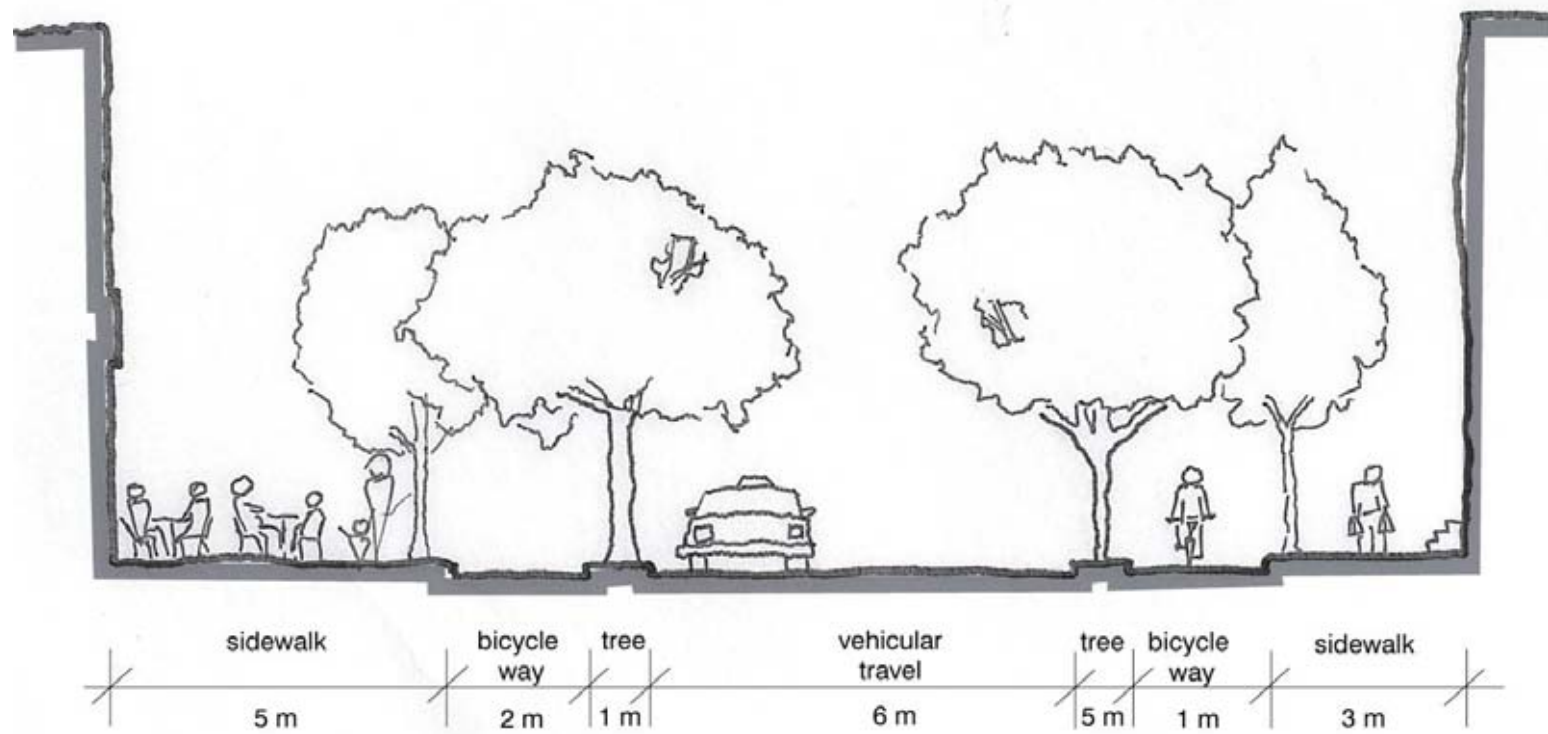 sidewalk
bicycle way
tree
vehicular travel
tree
bicycle way
sidewalk
5 m
2 m
1 m
6 m
5 m
1 m
3 m